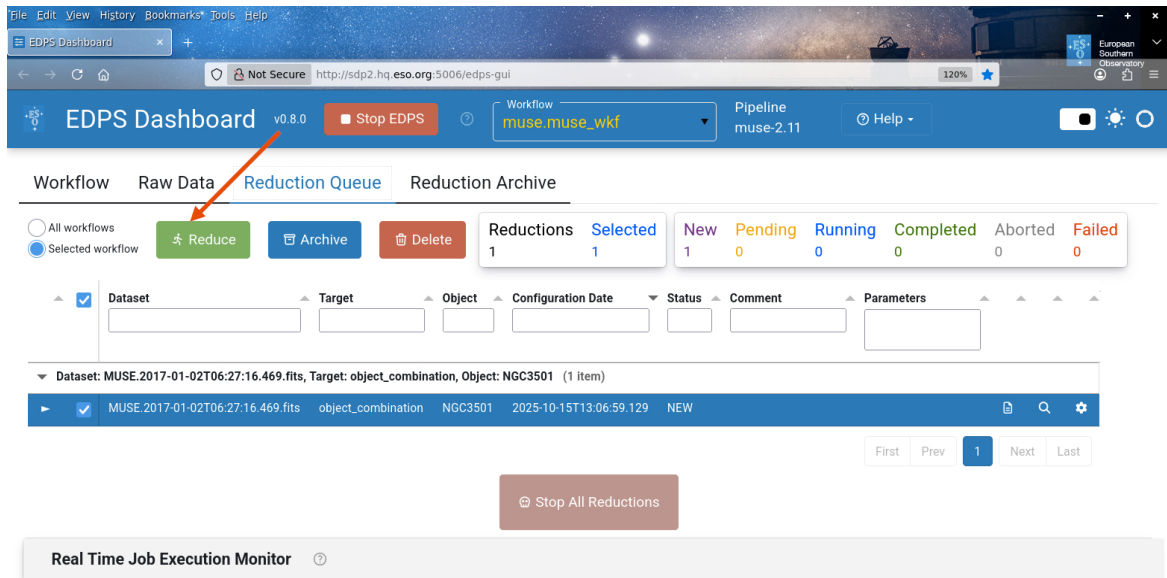 File Edit View History Bookmarks Tools Help
EDPS Dashboard × +
European
Southern
Observatory
Not Secure http://sdp2.hq.eso.org:5006/edps-gui 120%
EDPS Dashboard v0.8.0 Stop EDPS
Workflow
muse.muse_wkf
Pipeline
muse-2.11
Help
Workflow Raw Data Reduction Queue Reduction Archive
All workflows
Selected workflow
Reduce Archive Delete
Reductions Selected New Pending Running Completed Aborted Failed
1 1 1 0 0 0 0 0
Dataset Target Object Configuration Date Status Comment Parameters
Dataset: MUSE.2017-01-02T06:27:16.469.fits, Target: object_combination, Object: NGC3501 (1 item)
MUSE.2017-01-02T06:27:16.469.fits object_combination NGC3501 2025-10-15T13:06:59.129 NEW
First Prev 1 Next Last
Stop All Reductions
Real Time Job Execution Monitor